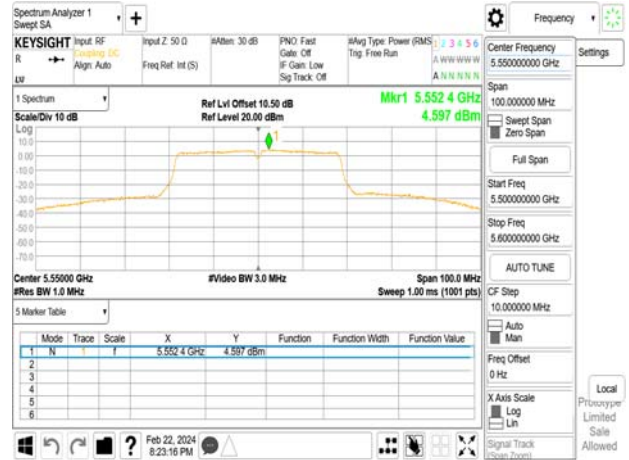 Spectrum Analyzer 1
Swept SA
+
Frequency
KEYSIGHT
R
LU
Input: RF
Coupling: DC
Align: Auto
Input Z: 50 Ω
Freq Ref: Int (S)
#Atten: 30 dB
PNO: Fast
Gate: Off
IF Gain: Low
Sig Track: Off
#Avg Type: Power (RMS
Trig: Free Run
1 2 3 4 5 6
A W W W W W
A N N N N N
1 Spectrum
Scale/Div 10 dB
Ref Lvl Offset 10.50 dB
Ref Level 20.00 dBm
Mkr1 5.552 4 GHz
4.597 dBm
Log
10.0
0.00
-10.0
-20.0
-30.0
-40.0
-50.0
-60.0
-70.0
1
Center 5.55000 GHz
#Res BW 1.0 MHz
#Video BW 3.0 MHz
Span 100.0 MHz
Sweep 1.00 ms (1001 pts)
5 Marker Table
Mode Trace Scale X Y Function Function Width Function Value
1 N 1 f 5.552 4 GHz 4.597 dBm
2
3
4
5
6
?
Feb 22, 2024
8:23:16 PM
Center Frequency
5.550000000 GHz
Settings
Span
100.000000 MHz
Swept Span
Zero Span
Full Span
Start Freq
5.500000000 GHz
Stop Freq
5.600000000 GHz
AUTO TUNE
CF Step
10.000000 MHz
Auto
Man
Freq Offset
0 Hz
X Axis Scale
Log
Lin
Signal Track
(Span Zoom)
Local
Prototype
Limited
Sale
Allowed